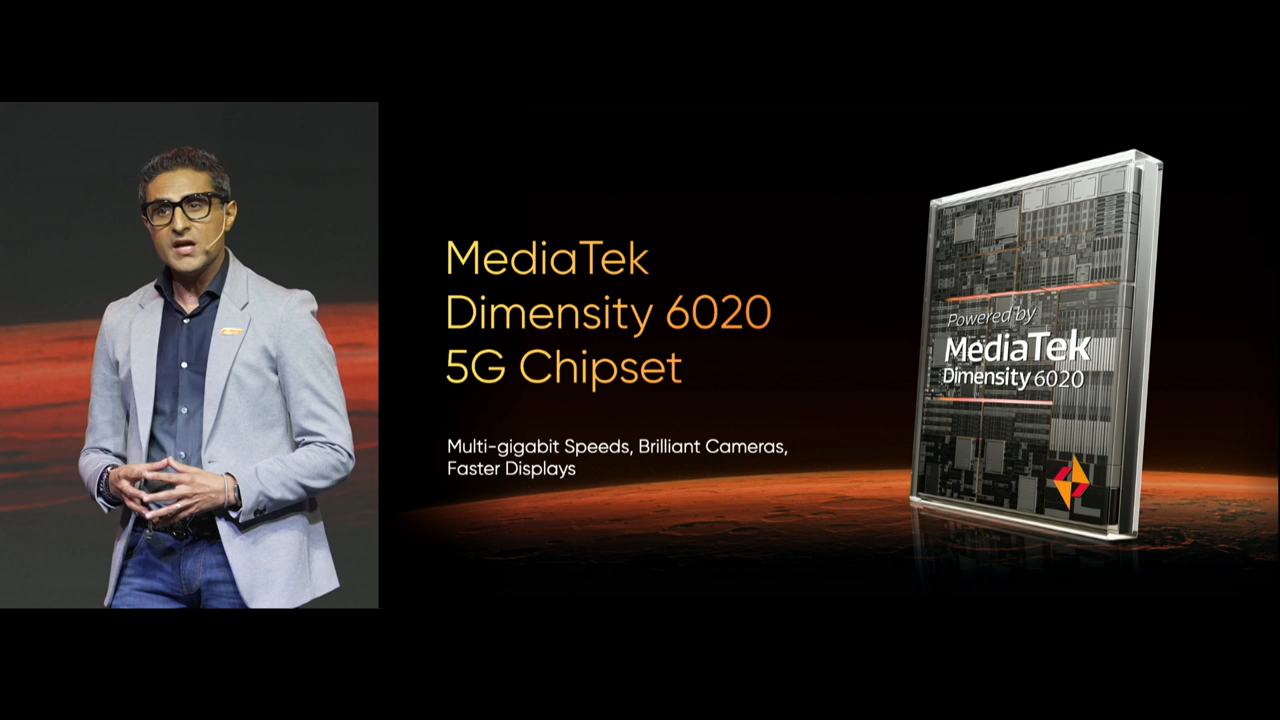 MediaTek
Dimensity 6020
5G Chipset
Multi-gigabit Speeds, Brilliant Cameras,
Faster Displays
Powered by
MediaTek
Dimensity 6020